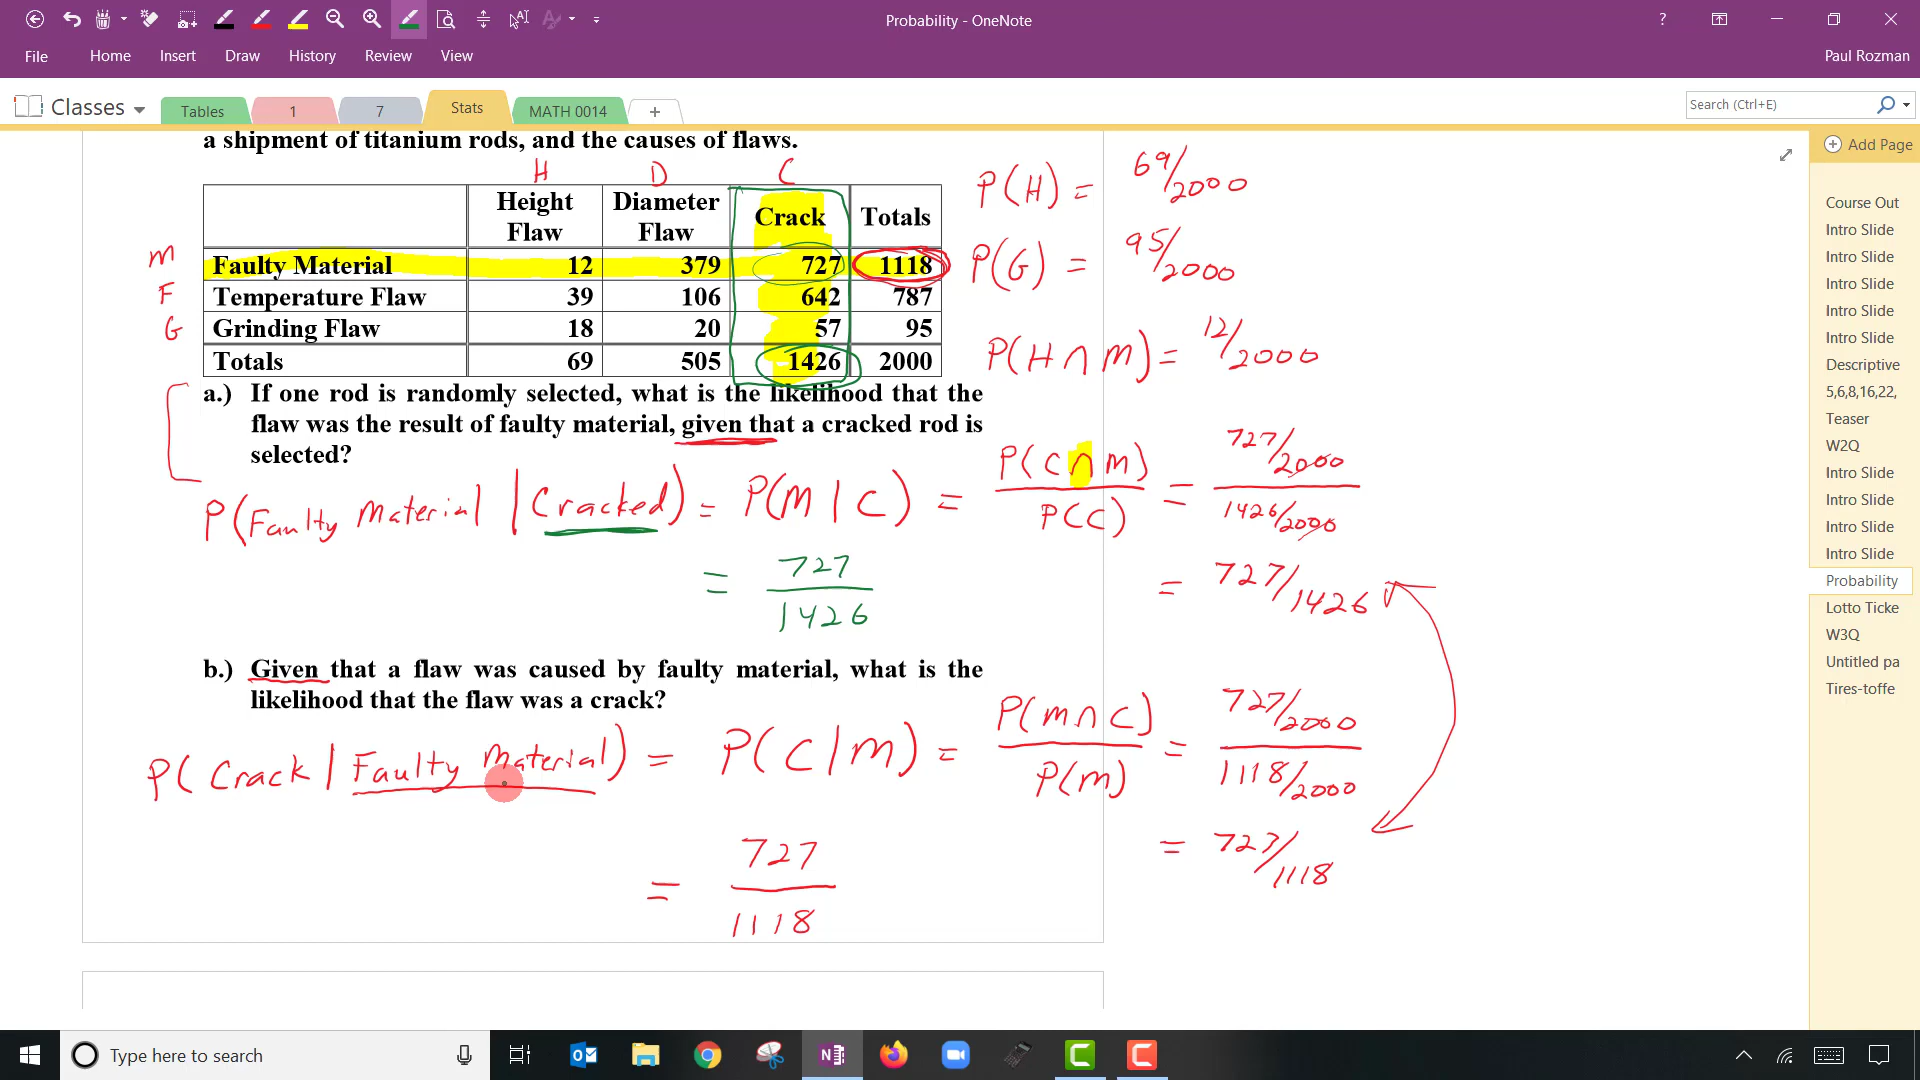 Probability - OneNote
?
File
Home
Insert
Draw
History
Review
View
Paul Rozman
Classes
Tables
1
7
Stats
MATH 0014
+
Search (Ctrl+E)
Add Page
Course Out
Intro Slide
Intro Slide
Intro Slide
Intro Slide
Intro Slide
Descriptive
5,6,8,16,22,
Teaser
W2Q
Intro Slide
Intro Slide
Intro Slide
Intro Slide
Probability
Lotto Ticke
W3Q
Untitled pa
Tires-toffe
a shipment of titanium rods, and the causes of flaws.
H D C
Height Flaw Diameter Flaw Crack Totals
M Faulty Material 12 379 727 1118
F Temperature Flaw 39 106 642 787
G Grinding Flaw 18 20 57 95
Totals 69 505 1426 2000
P(H) = 69/2000
P(G) = 95/2000
P(H ∩ M) = 12/2000
a.) If one rod is randomly selected, what is the likelihood that the
flaw was the result of faulty material, given that a cracked rod is
selected?
P(Faulty Material | Cracked) = P(M | C) = P(C ∩ M) / P(C) = 727/2000 / 1426/2000
= 727 / 1426
= 727/1426
b.) Given that a flaw was caused by faulty material, what is the
likelihood that the flaw was a crack?
P(Crack | Faulty Material) = P(C | M) = P(M ∩ C) / P(M) = 727/2000 / 1118/2000
= 727 / 1118
= 727/1118
Type here to search